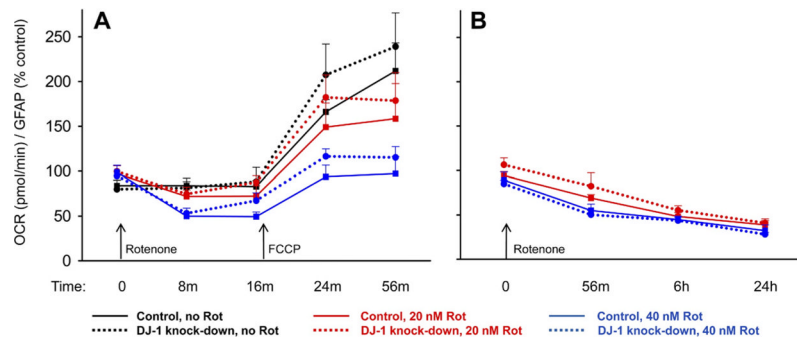 A
B
OCR (pmol/min) / GFAP (% control)
250
200
150
100
50
0
Rotenone
FCCP
Rotenone
Time: 0 8m 16m 24m 56m 0 56m 6h 24h
Control, no Rot Control, 20 nM Rot Control, 40 nM Rot
DJ-1 knock-down, no Rot DJ-1 knock-down, 20 nM Rot DJ-1 knock-down, 40 nM Rot